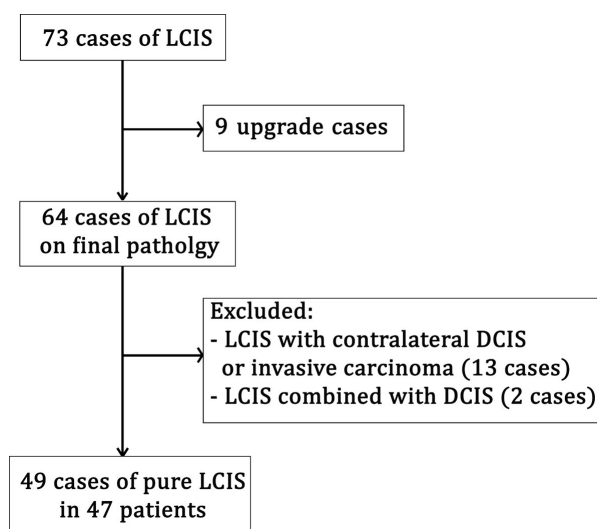 73 cases of LCIS
9 upgrade cases
64 cases of LCIS
on final patholgy
Excluded:
- LCIS with contralateral DCIS
or invasive carcinoma (13 cases)
- LCIS combined with DCIS (2 cases)
49 cases of pure LCIS
in 47 patients